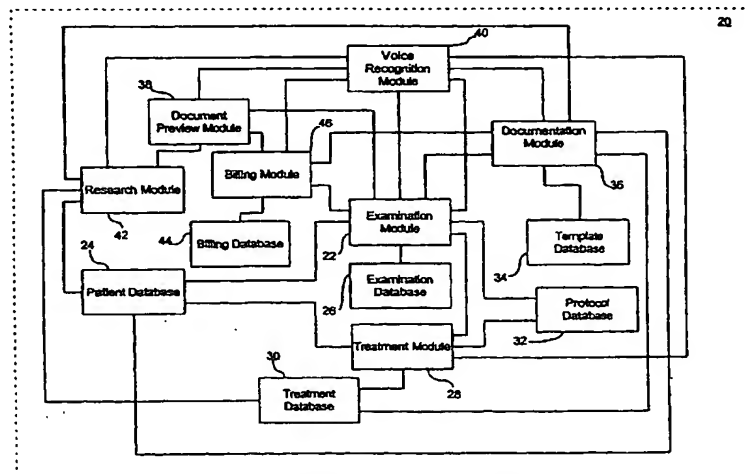 20
40
Voice
Recognition
Module
38
Document
Preview Module
46
Documentation
Module
36
Billing Module
Research Module
42
Examination
Module
22
44
Billing Database
Template
Database
34
24
Patient Database
Examination
Database
26
Protocal
Database
32
Treatment Module
28
30
Treatment
Database